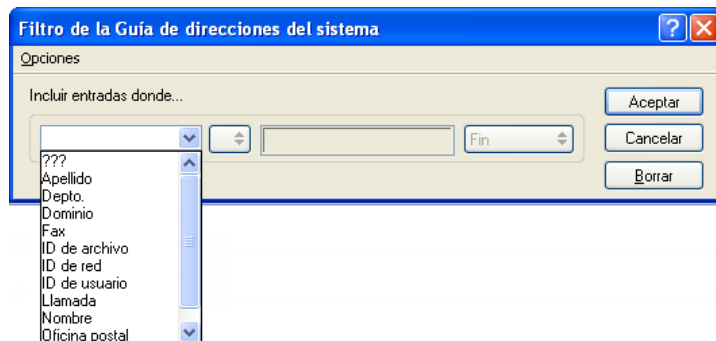 Filtro de la Guía de direcciones del sistema
Opciones
Incluir entradas donde...
Aceptar
Fin
Cancelar
Borrar
???
Apellido
Depto.
Dominio
Fax
ID de archivo
ID de red
ID de usuario
Llamada
Nombre
Oficina postal